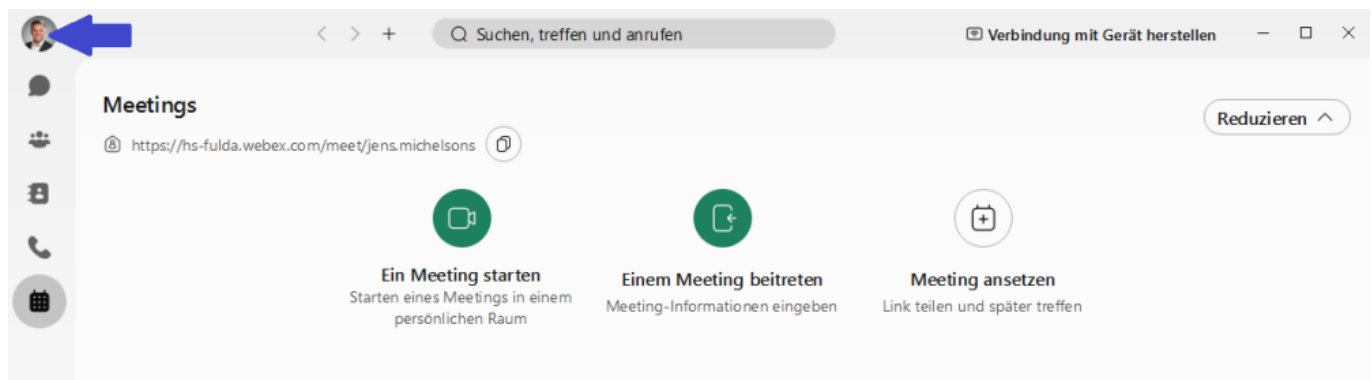 Suchen, treffen und anrufen
Verbindung mit Gerät herstellen
Meetings
Reduzieren
https://hs-fulda.webex.com/meet/jens.michelsons
Ein Meeting starten
Starten eines Meetings in einem
persönlichen Raum
Einem Meeting beitreten
Meeting-Informationen eingeben
Meeting ansetzen
Link teilen und später treffen